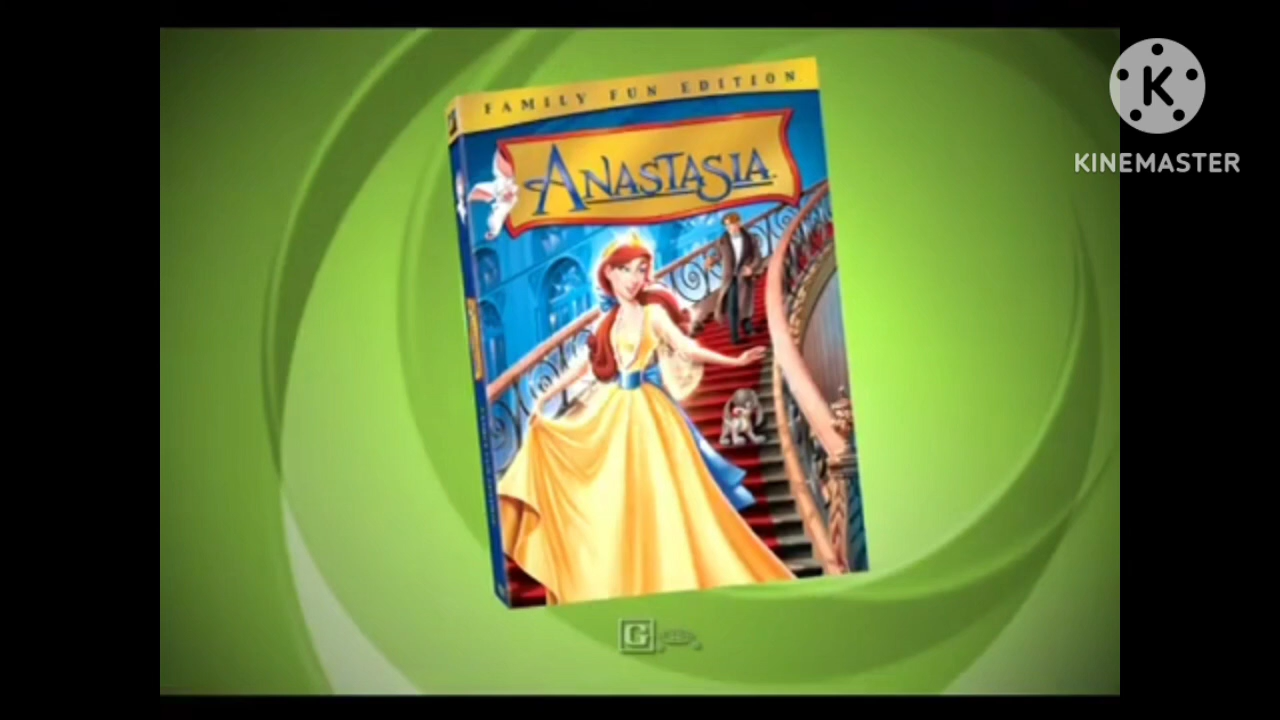 FAMILY FUN EDITION
ANASTASIA
K
KINEMASTER
G